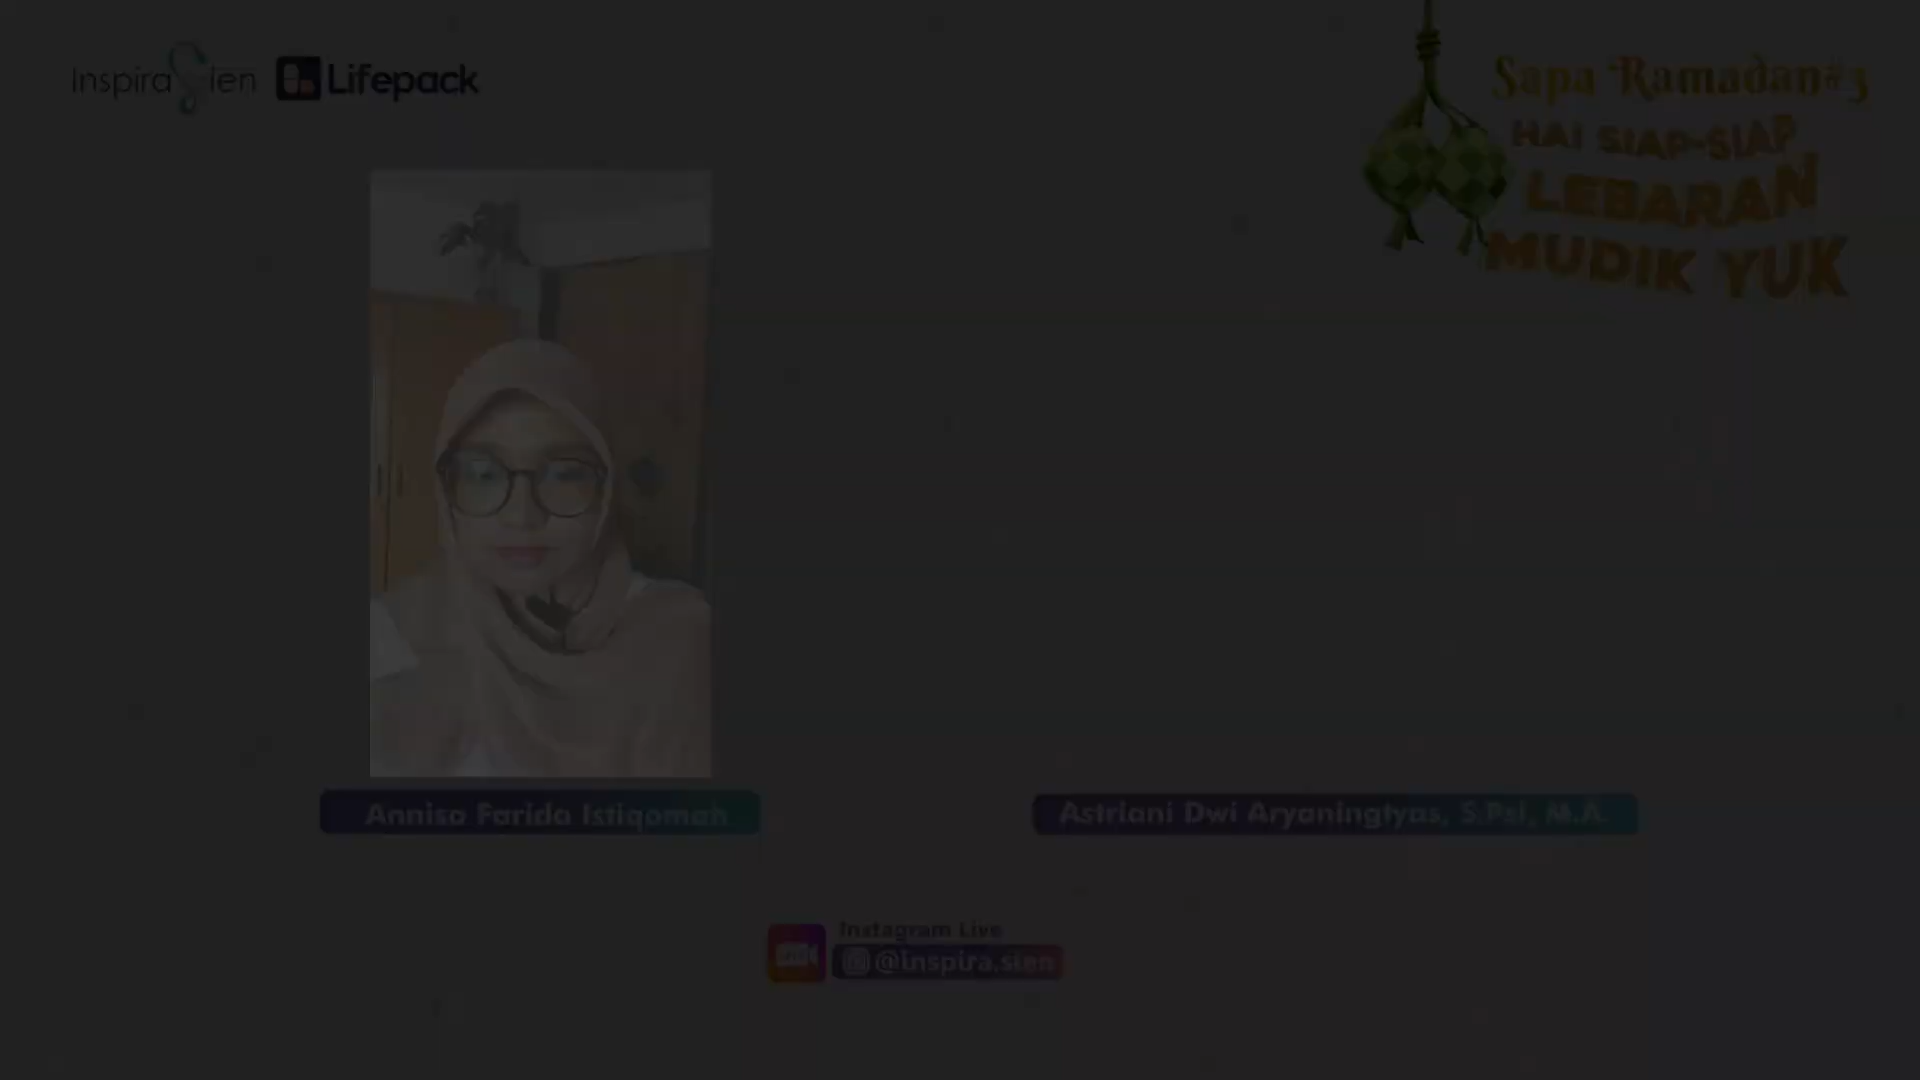 InspiraSien
Lifepack
Sapa Ramadan#3
HAI SIAP-SIAP
LEBARAN
MUDIK YUK
Annisa Farida Istiqomah
Astriani Dwi Aryaningtyas, S.Psi, M.A.
Instagram Live
@inspira.sien